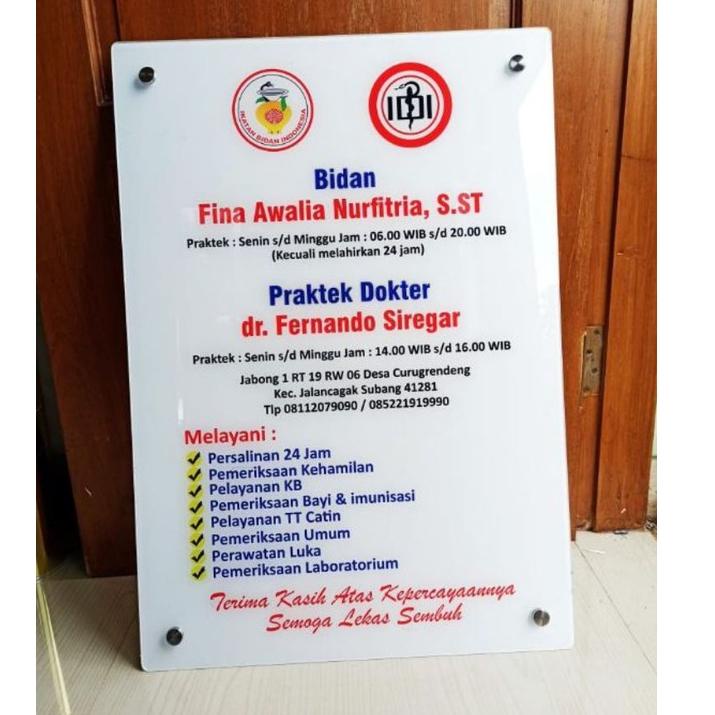 IKATAN BIDAN INDONESIA
IDI
Bidan
Fina Awalia Nurfitria, S.ST
Praktek : Senin s/d Minggu Jam : 06.00 WIB s/d 20.00 WIB
(Kecuali melahirkan 24 jam)
Praktek Dokter
dr. Fernando Siregar
Praktek : Senin s/d Minggu Jam : 14.00 WIB s/d 16.00 WIB
Jabong 1 RT 19 RW 06 Desa Curugrendeng
Kec. Jalancagak Subang 41281
Tlp 08112079090 / 085221919990
Melayani :
Persalinan 24 Jam
Pemeriksaan Kehamilan
Pelayanan KB
Pemeriksaan Bayi & imunisasi
Pelayanan TT Catin
Pemeriksaan Umum
Perawatan Luka
Pemeriksaan Laboratorium
Terima Kasih Atas Kepercayaannya
Semoga Lekas Sembuh